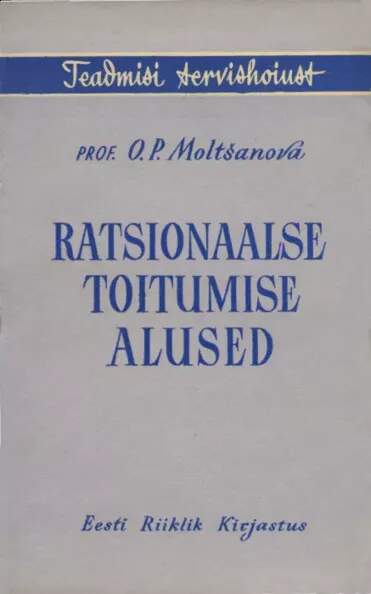 Teadmisi tervishoiust
PROF. O. P. Moltšanova
RATSIONAALSE
TOITUMISE
ALUSED
Eesti Riiklik Kirjastus